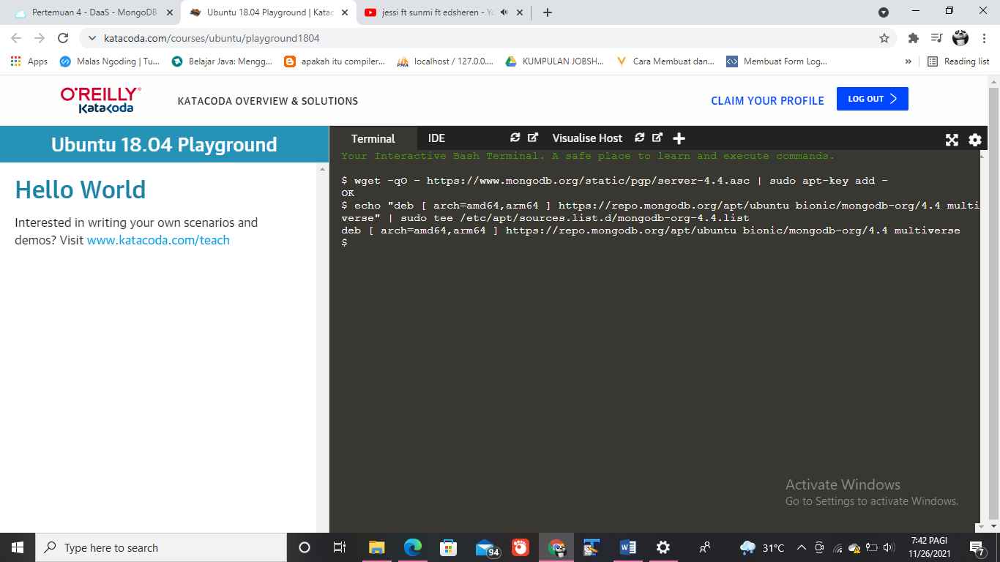 Pertemuan 4 - DaaS - MongoDB
Ubuntu 18.04 Playground | Katac
jessi ft sunmi ft edsheren - Yo
katacoda.com/courses/ubuntu/playground1804
Apps
Malas Ngoding | Tu...
Belajar Java: Mengg...
apakah itu compiler...
PMA
localhost / 127.0.0....
KUMPULAN JOBSH...
Cara Membuat dan...
Membuat Form Log...
»
Reading list
O'REILLY®
Katacoda
KATACODA OVERVIEW & SOLUTIONS
CLAIM YOUR PROFILE
LOG OUT
Ubuntu 18.04 Playground
Terminal
IDE
Visualise Host
Hello World
Interested in writing your own scenarios and
demos? Visit www.katacoda.com/teach
Your Interactive Bash Terminal. A safe place to learn and execute commands.
$ wget -qO - https://www.mongodb.org/static/pgp/server-4.4.asc | sudo apt-key add -
OK
$ echo "deb [ arch=amd64,arm64 ] https://repo.mongodb.org/apt/ubuntu bionic/mongodb-org/4.4 multi
verse" | sudo tee /etc/apt/sources.list.d/mongodb-org-4.4.list
deb [ arch=amd64,arm64 ] https://repo.mongodb.org/apt/ubuntu bionic/mongodb-org/4.4 multiverse
$
Activate Windows
Go to Settings to activate Windows.
Type here to search
94
31°C
7:42 PAGI
11/26/2021
7